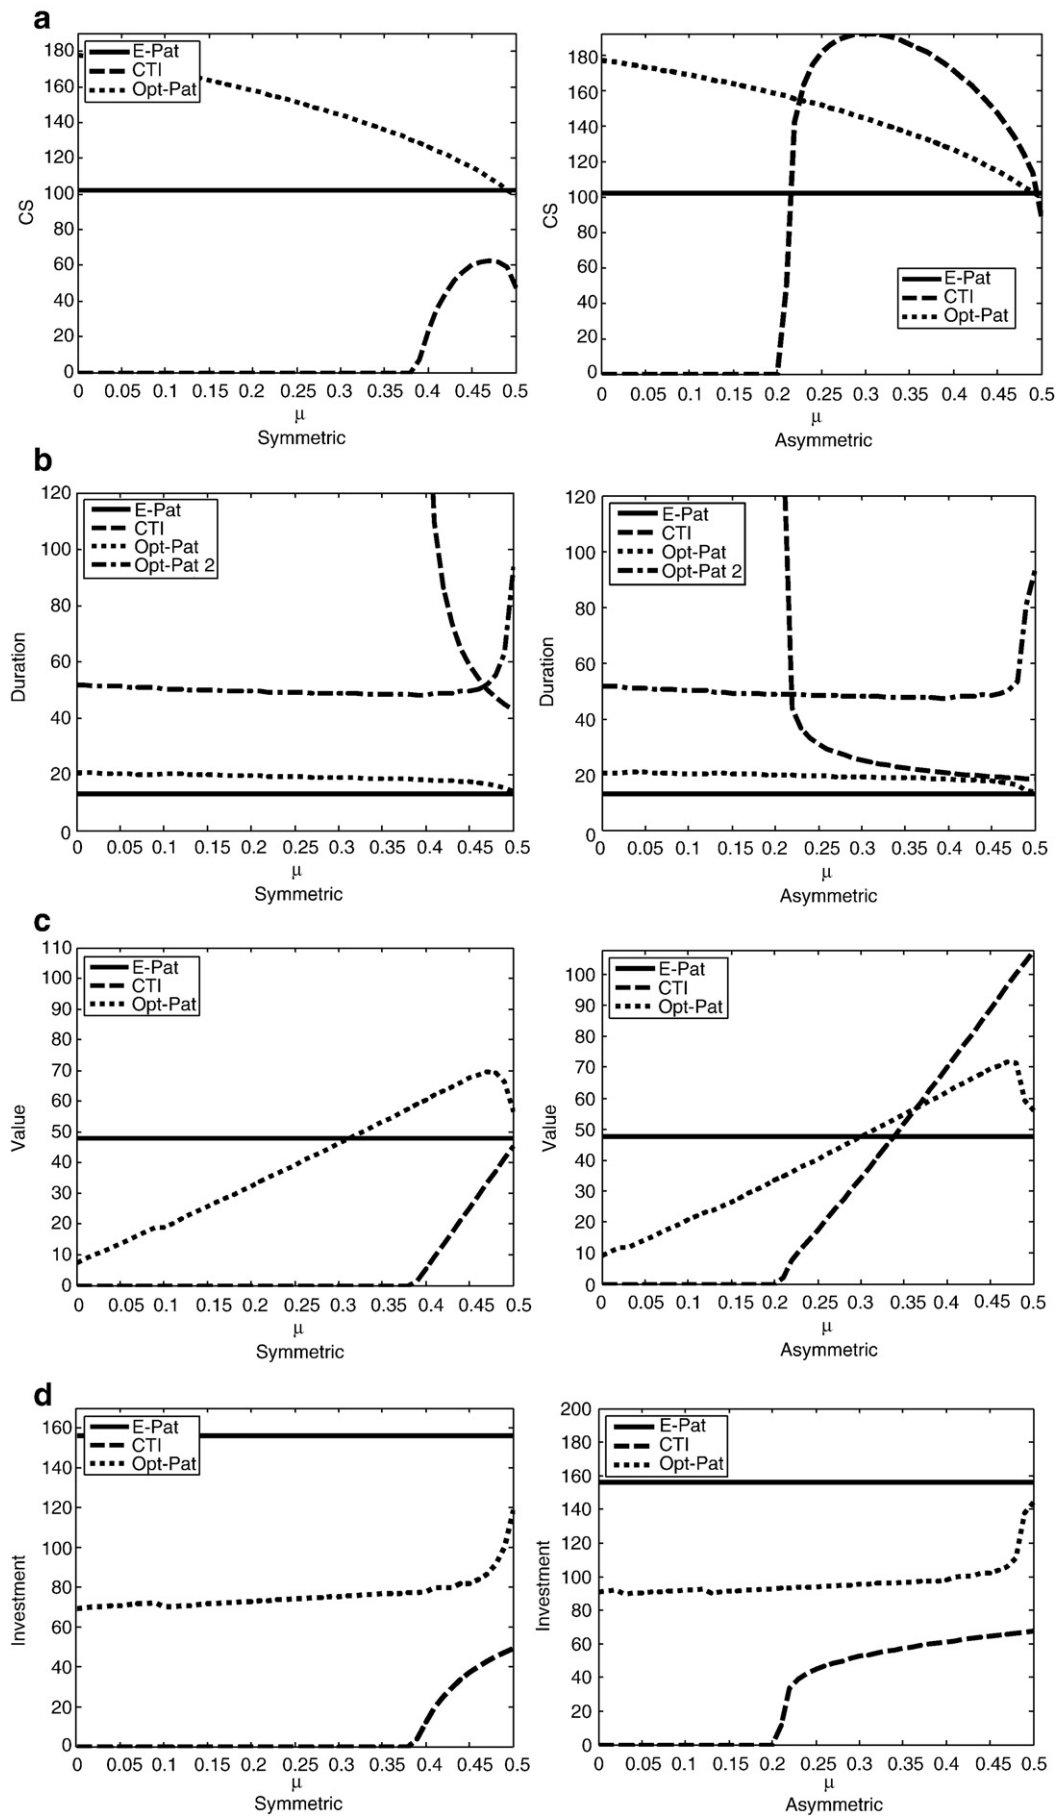 a
180
160
140
120
100
80
60
40
20
0
CS
E-Pat
CTI
Opt-Pat
0 0.05 0.1 0.15 0.2 0.25 0.3 0.35 0.40 0.45 0.5
μ
Symmetric
180
160
140
120
100
80
60
40
20
0
CS
E-Pat
CTI
Opt-Pat
0 0.05 0.1 0.15 0.2 0.25 0.3 0.35 0.40 0.45 0.5
μ
Asymmetric
b
120
100
80
60
40
20
0
Duration
E-Pat
CTI
Opt-Pat
Opt-Pat 2
0 0.05 0.1 0.15 0.2 0.25 0.3 0.35 0.4 0.45 0.5
μ
Symmetric
120
100
80
60
40
20
0
Duration
E-Pat
CTI
Opt-Pat
Opt-Pat 2
0 0.05 0.1 0.15 0.2 0.25 0.3 0.35 0.4 0.45 0.5
μ
Asymmetric
c
110
100
90
80
70
60
50
40
30
20
10
0
Value
E-Pat
CTI
Opt-Pat
0 0.05 0.1 0.15 0.2 0.25 0.3 0.35 0.4 0.45 0.5
μ
Symmetric
100
90
80
70
60
50
40
30
20
10
0
Value
E-Pat
CTI
Opt-Pat
0 0.05 0.1 0.15 0.2 0.25 0.3 0.35 0.4 0.45 0.5
μ
Asymmetric
d
160
140
120
100
80
60
40
20
0
Investment
E-Pat
CTI
Opt-Pat
0 0.05 0.1 0.15 0.2 0.25 0.3 0.35 0.4 0.45 0.5
μ
Symmetric
200
180
160
140
120
100
80
60
40
20
0
Investment
E-Pat
CTI
Opt-Pat
0 0.05 0.1 0.15 0.2 0.25 0.3 0.35 0.4 0.45 0.5
μ
Asymmetric